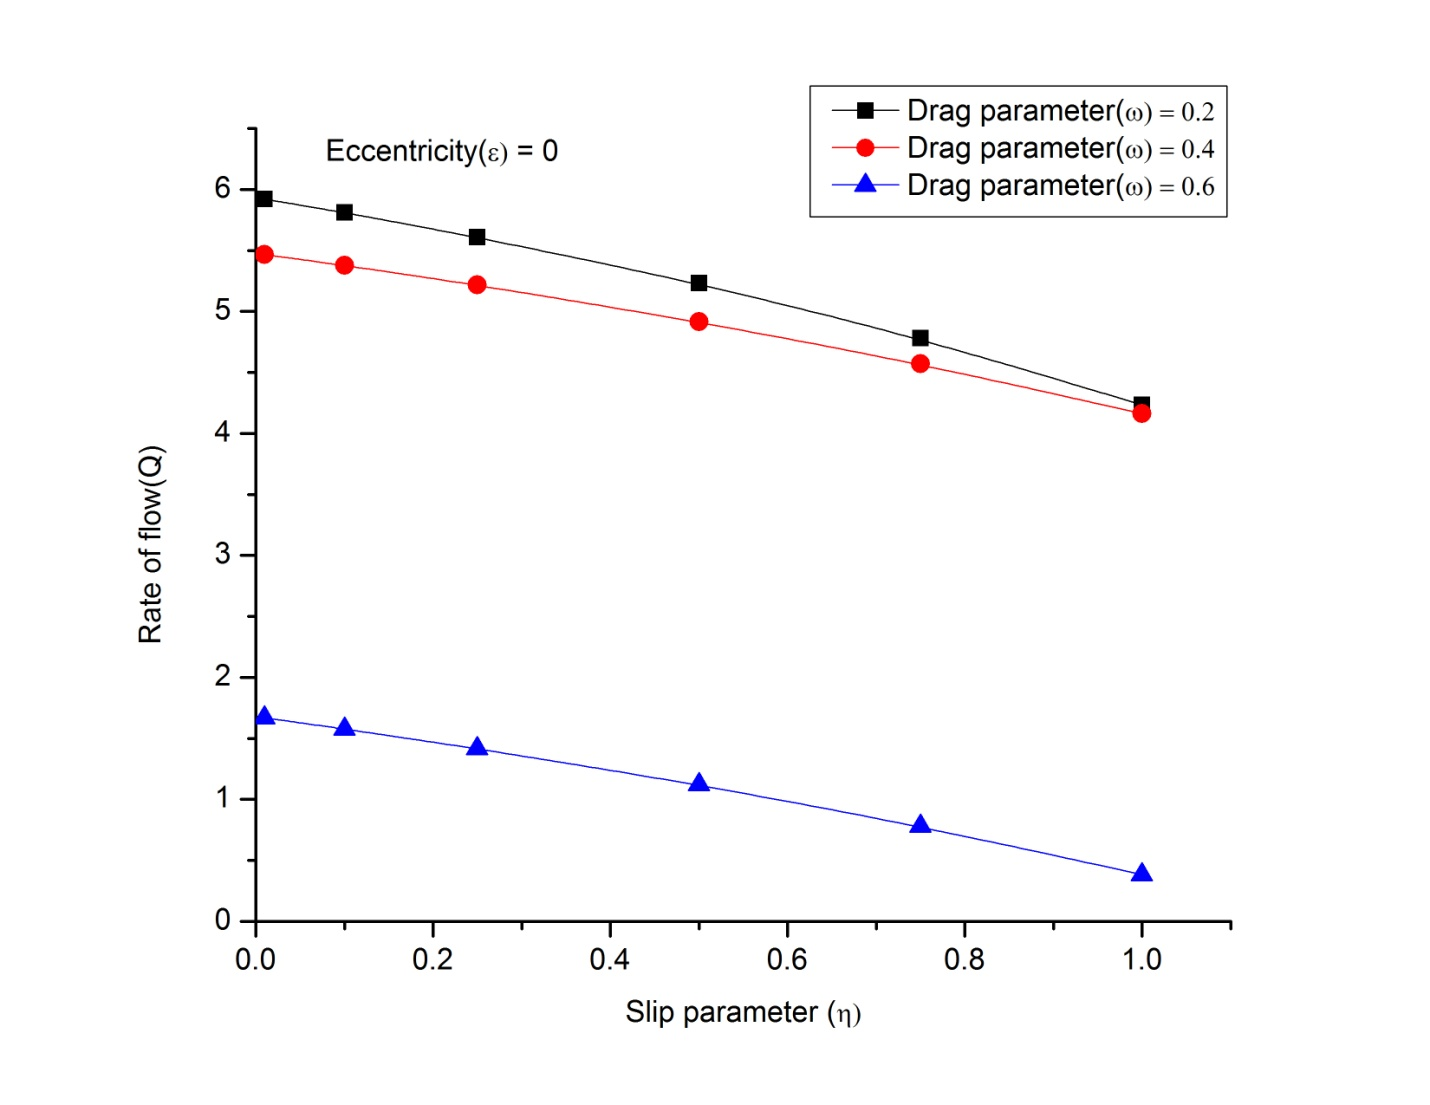 Drag parameter(ω) = 0.2
Drag parameter(ω) = 0.4
Drag parameter(ω) = 0.6
Eccentricity(ε) = 0
6
5
4
3
2
1
0
Rate of flow(Q)
0.0 0.2 0.4 0.6 0.8 1.0
Slip parameter (η)